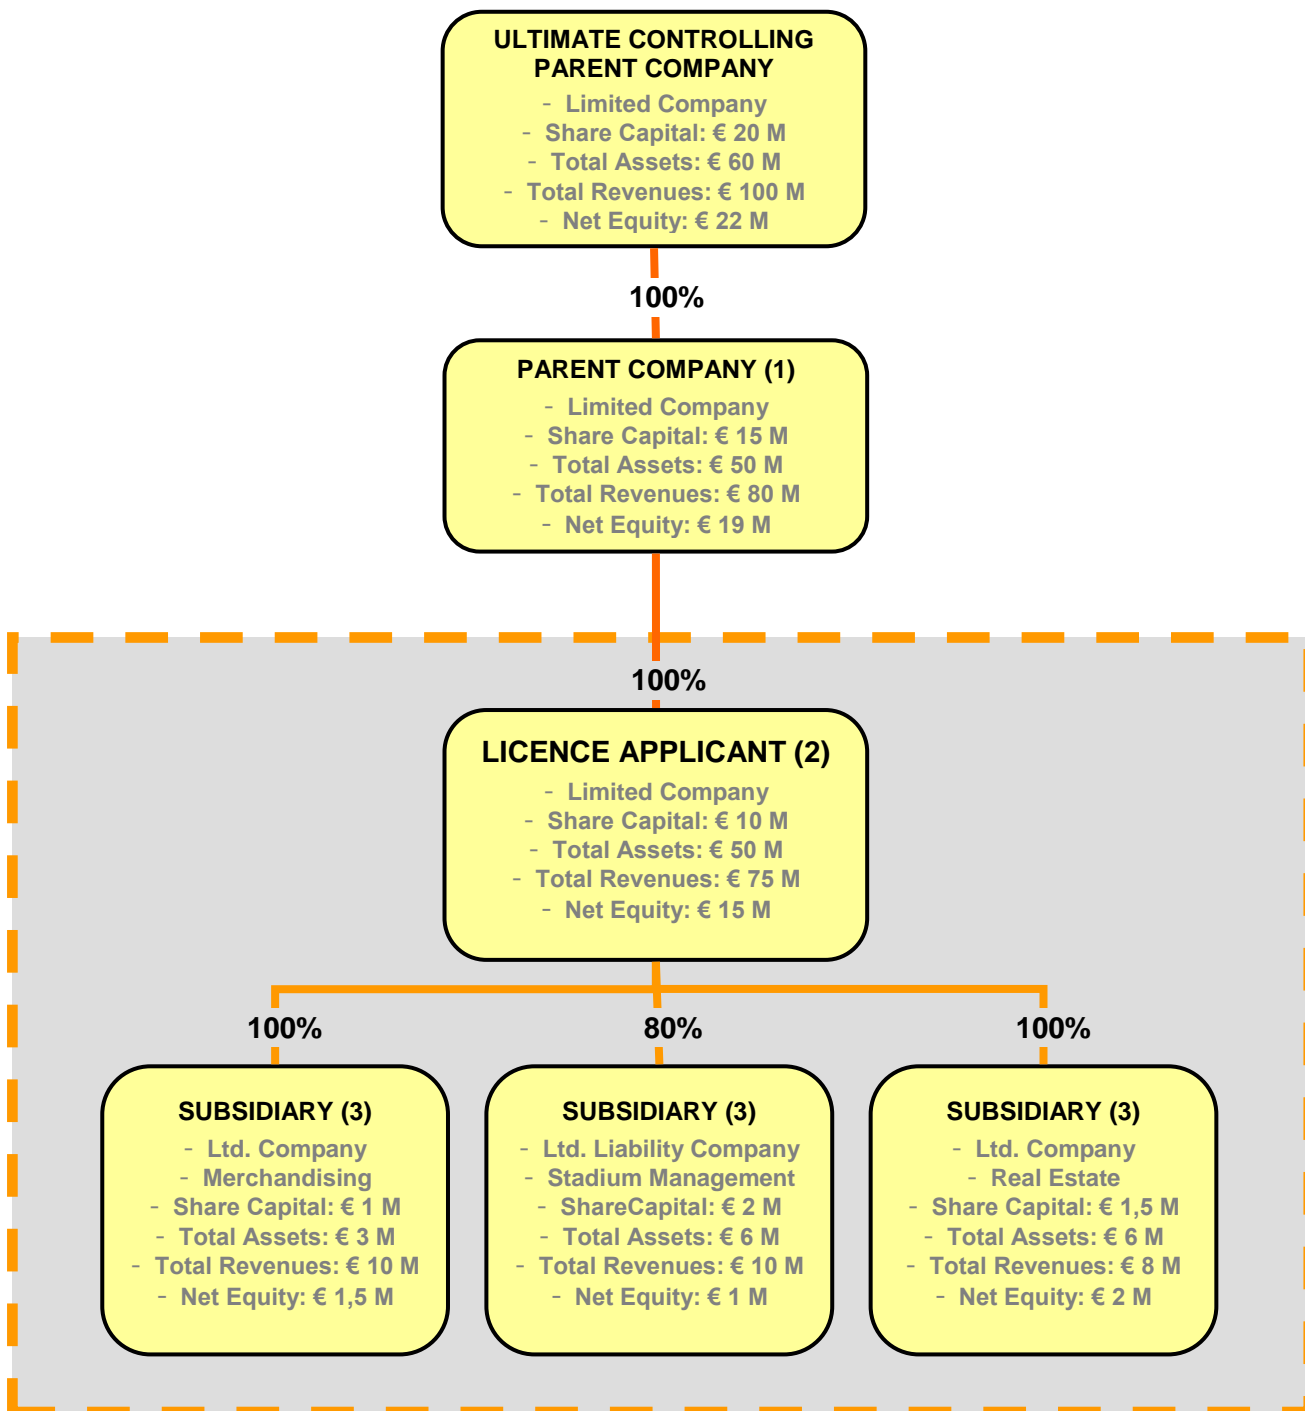 ULTIMATE CONTROLLING
PARENT COMPANY
- Limited Company
- Share Capital: € 20 M
- Total Assets: € 60 M
- Total Revenues: € 100 M
- Net Equity: € 22 M
100%
PARENT COMPANY (1)
- Limited Company
- Share Capital: € 15 M
- Total Assets: € 50 M
- Total Revenues: € 80 M
- Net Equity: € 19 M
100%
LICENCE APPLICANT (2)
- Limited Company
- Share Capital: € 10 M
- Total Assets: € 50 M
- Total Revenues: € 75 M
- Net Equity: € 15 M
100%
80%
100%
SUBSIDIARY (3)
- Ltd. Company
- Merchandising
- Share Capital: € 1 M
- Total Assets: € 3 M
- Total Revenues: € 10 M
- Net Equity: € 1,5 M
SUBSIDIARY (3)
- Ltd. Liability Company
- Stadium Management
- ShareCapital: € 2 M
- Total Assets: € 6 M
- Total Revenues: € 10 M
- Net Equity: € 1 M
SUBSIDIARY (3)
- Ltd. Company
- Real Estate
- Share Capital: € 1,5 M
- Total Assets: € 6 M
- Total Revenues: € 8 M
- Net Equity: € 2 M